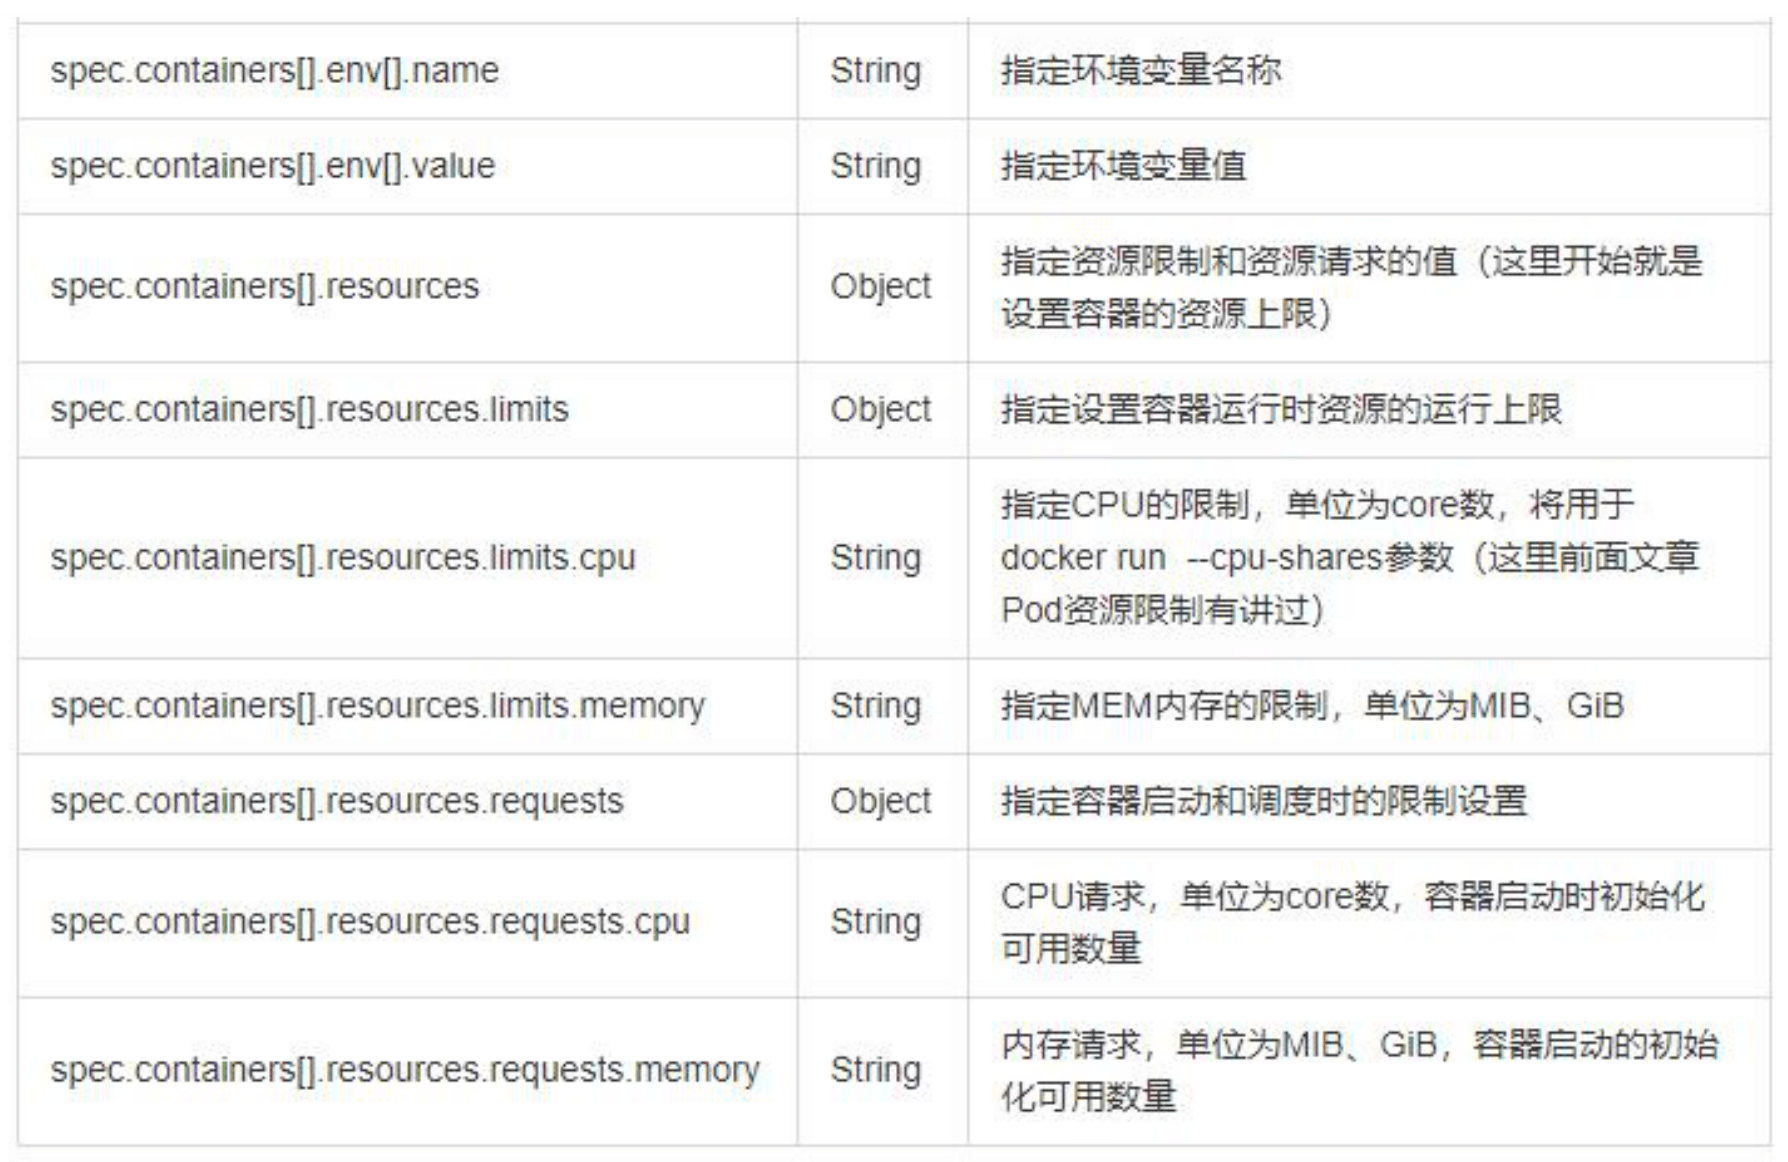 spec.containers[].env[].name String 指定环境变量名称
spec.containers[].env[].value String 指定环境变量值
spec.containers[].resources Object 指定资源限制和资源请求的值（这里开始就是
设置容器的资源上限）
spec.containers[].resources.limits Object 指定设置容器运行时资源的运行上限
spec.containers[].resources.limits.cpu String 指定CPU的限制，单位为core数，将用于
docker run --cpu-shares参数（这里前面文章
Pod资源限制有讲过）
spec.containers[].resources.limits.memory String 指定MEM内存的限制，单位为MIB、GiB
spec.containers[].resources.requests Object 指定容器启动和调度时的限制设置
spec.containers[].resources.requests.cpu String CPU请求，单位为core数，容器启动时初始化
可用数量
spec.containers[].resources.requests.memory String 内存请求，单位为MIB、GiB，容器启动的初始
化可用数量